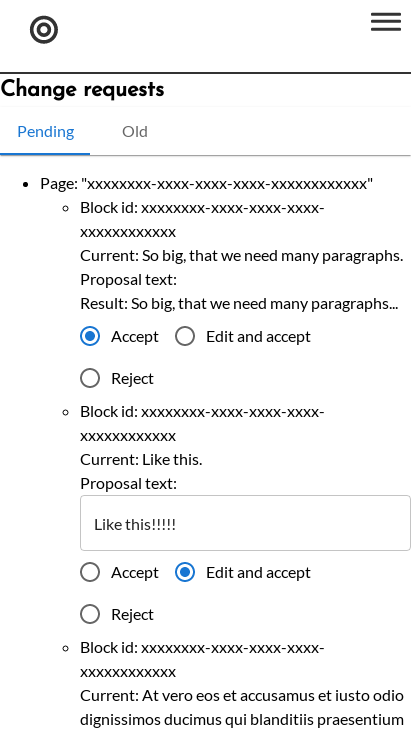 Change requests
Pending
Old
Page: "xxxxxxxx-xxxx-xxxx-xxxx-xxxxxxxxxxxx"
Block id: xxxxxxxx-xxxx-xxxx-xxxx-
xxxxxxxxxxxx
Current: So big, that we need many paragraphs.
Proposal text:
Result: So big, that we need many paragraphs...
Accept
Edit and accept
Reject
Block id: xxxxxxxx-xxxx-xxxx-xxxx-
xxxxxxxxxxxx
Current: Like this.
Proposal text:
Like this!!!!!
Accept
Edit and accept
Reject
Block id: xxxxxxxx-xxxx-xxxx-xxxx-
xxxxxxxxxxxx
Current: At vero eos et accusamus et iusto odio
dignissimos ducimus qui blanditiis praesentium